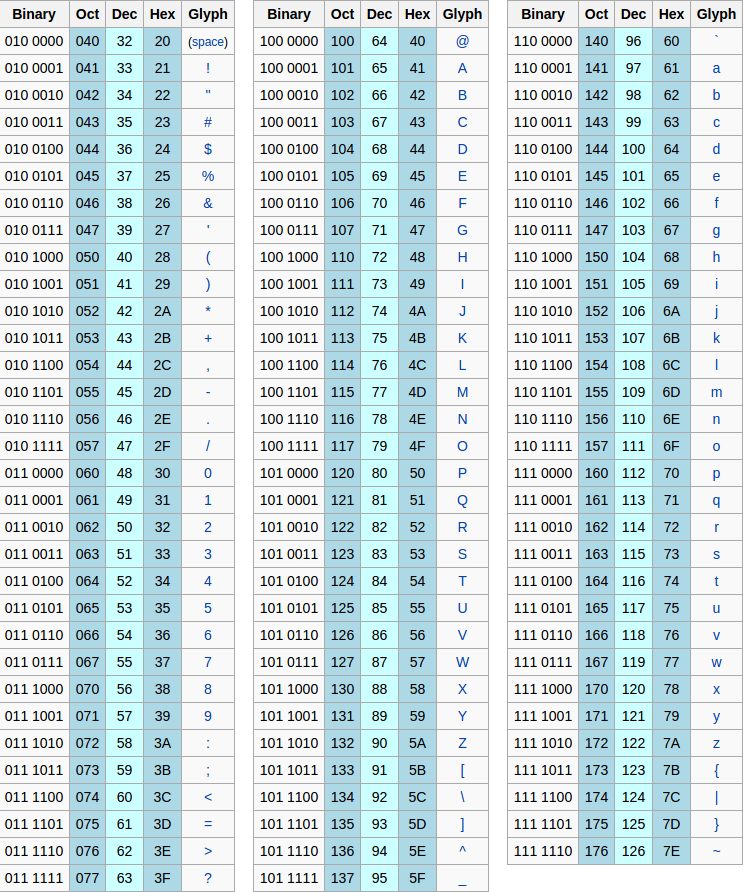 Binary Oct Dec Hex Glyph Binary Oct Dec Hex Glyph Binary Oct Dec Hex Glyph
010 0000 040 32 20 (space) 100 0000 100 64 40 @ 110 0000 140 96 60 `
010 0001 041 33 21 ! 100 0001 101 65 41 A 110 0001 141 97 61 a
010 0010 042 34 22 " 100 0010 102 66 42 B 110 0010 142 98 62 b
010 0011 043 35 23 # 100 0011 103 67 43 C 110 0011 143 99 63 c
010 0100 044 36 24 $ 100 0100 104 68 44 D 110 0100 144 100 64 d
010 0101 045 37 25 % 100 0101 105 69 45 E 110 0101 145 101 65 e
010 0110 046 38 26 & 100 0110 106 70 46 F 110 0110 146 102 66 f
010 0111 047 39 27 ' 100 0111 107 71 47 G 110 0111 147 103 67 g
010 1000 050 40 28 ( 100 1000 110 72 48 H 110 1000 150 104 68 h
010 1001 051 41 29 ) 100 1001 111 73 49 I 110 1001 151 105 69 i
010 1010 052 42 2A * 100 1010 112 74 4A J 110 1010 152 106 6A j
010 1011 053 43 2B + 100 1011 113 75 4B K 110 1011 153 107 6B k
010 1100 054 44 2C , 100 1100 114 76 4C L 110 1100 154 108 6C l
010 1101 055 45 2D - 100 1101 115 77 4D M 110 1101 155 109 6D m
010 1110 056 46 2E . 100 1110 116 78 4E N 110 1110 156 110 6E n
010 1111 057 47 2F / 100 1111 117 79 4F O 110 1111 157 111 6F o
011 0000 060 48 30 0 101 0000 120 80 50 P 111 0000 160 112 70 p
011 0001 061 49 31 1 101 0001 121 81 51 Q 111 0001 161 113 71 q
011 0010 062 50 32 2 101 0010 122 82 52 R 111 0010 162 114 72 r
011 0011 063 51 33 3 101 0011 123 83 53 S 111 0011 163 115 73 s
011 0100 064 52 34 4 101 0100 124 84 54 T 111 0100 164 116 74 t
011 0101 065 53 35 5 101 0101 125 85 55 U 111 0101 165 117 75 u
011 0110 066 54 36 6 101 0110 126 86 56 V 111 0110 166 118 76 v
011 0111 067 55 37 7 101 0111 127 87 57 W 111 0111 167 119 77 w
011 1000 070 56 38 8 101 1000 130 88 58 X 111 1000 170 120 78 x
011 1001 071 57 39 9 101 1001 131 89 59 Y 111 1001 171 121 79 y
011 1010 072 58 3A : 101 1010 132 90 5A Z 111 1010 172 122 7A z
011 1011 073 59 3B ; 101 1011 133 91 5B [ 111 1011 173 123 7B {
011 1100 074 60 3C < 101 1100 134 92 5C \ 111 1100 174 124 7C |
011 1101 075 61 3D = 101 1101 135 93 5D ] 111 1101 175 125 7D }
011 1110 076 62 3E > 101 1110 136 94 5E ^ 111 1110 176 126 7E ~
011 1111 077 63 3F ? 101 1111 137 95 5F _